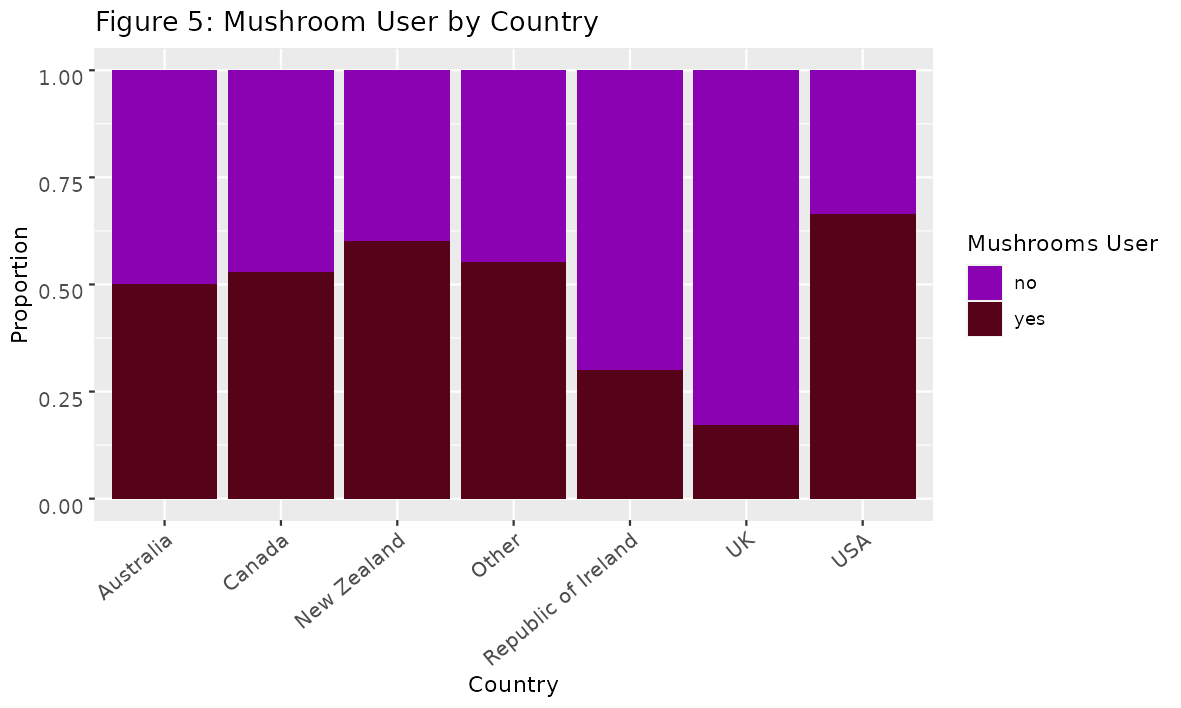 Figure 5: Mushroom User by Country
Proportion
1.00
0.75
0.50
0.25
0.00
Australia
Canada
New Zealand
Other
Republic of Ireland
UK
USA
Country
Mushrooms User
no
yes